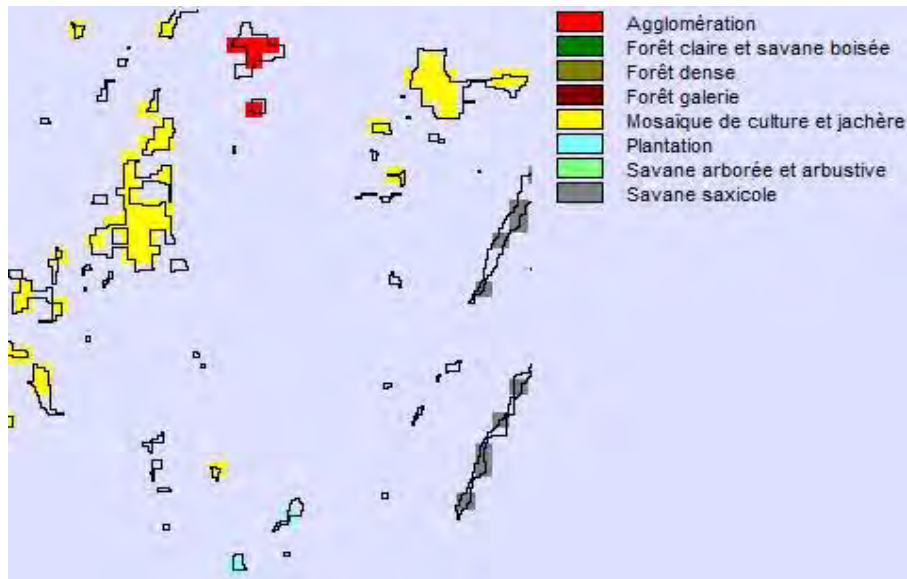 Agglomération
Forêt claire et savane boisée
Forêt dense
Forêt galerie
Mosaïque de culture et jachère
Plantation
Savane arborée et arbustive
Savane saxicole